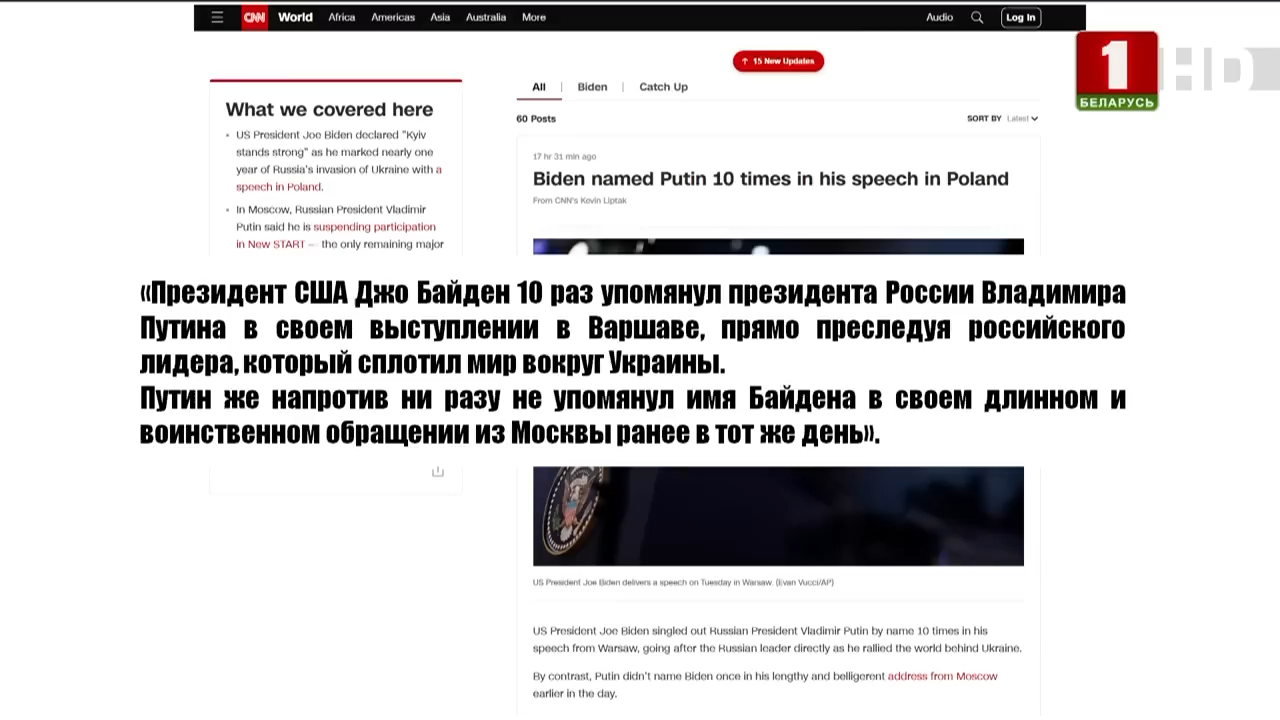 CNN World Africa Americas Asia Australia More Audio Log In
↑ 15 New Updates
1 HD
БЕЛАРУСЬ
What we covered here
• US President Joe Biden declared "Kyiv
stands strong" as he marked nearly one
year of Russia's invasion of Ukraine with a
speech in Poland.
• In Moscow, Russian President Vladimir
Putin said he is suspending participation
in New START — the only remaining major
All | Biden | Catch Up
60 Posts SORT BY Latest
17 hr 31 min ago
Biden named Putin 10 times in his speech in Poland
From CNN's Kevin Liptak
«Президент США Джо Байден 10 раз упомянул президента России Владимира
Путина в своем выступлении в Варшаве, прямо преследуя российского
лидера, который сплотил мир вокруг Украины.
Путин же напротив ни разу не упомянул имя Байдена в своем длинном и
воинственном обращении из Москвы ранее в тот же день».
US President Joe Biden delivers a speech on Tuesday in Warsaw. (Evan Vucci/AP)
US President Joe Biden singled out Russian President Vladimir Putin by name 10 times in his
speech from Warsaw, going after the Russian leader directly as he rallied the world behind Ukraine.
By contrast, Putin didn't name Biden once in his lengthy and belligerent address from Moscow
earlier in the day.